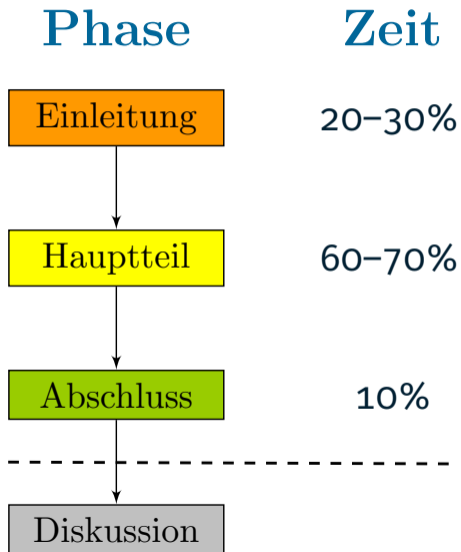 Phase Zeit
Einleitung 20–30%
Hauptteil 60–70%
Abschluss 10%
Diskussion